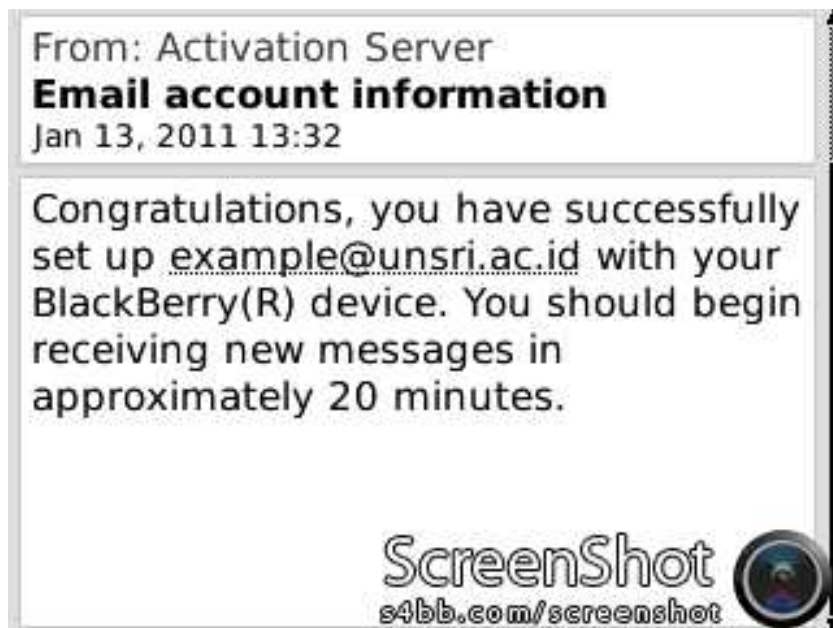 From: Activation Server
Email account information
Jan 13, 2011 13:32
Congratulations, you have successfully
set up example@unsri.ac.id with your
BlackBerry(R) device. You should begin
receiving new messages in
approximately 20 minutes.
ScreenShot
s4bb.com/screenshot